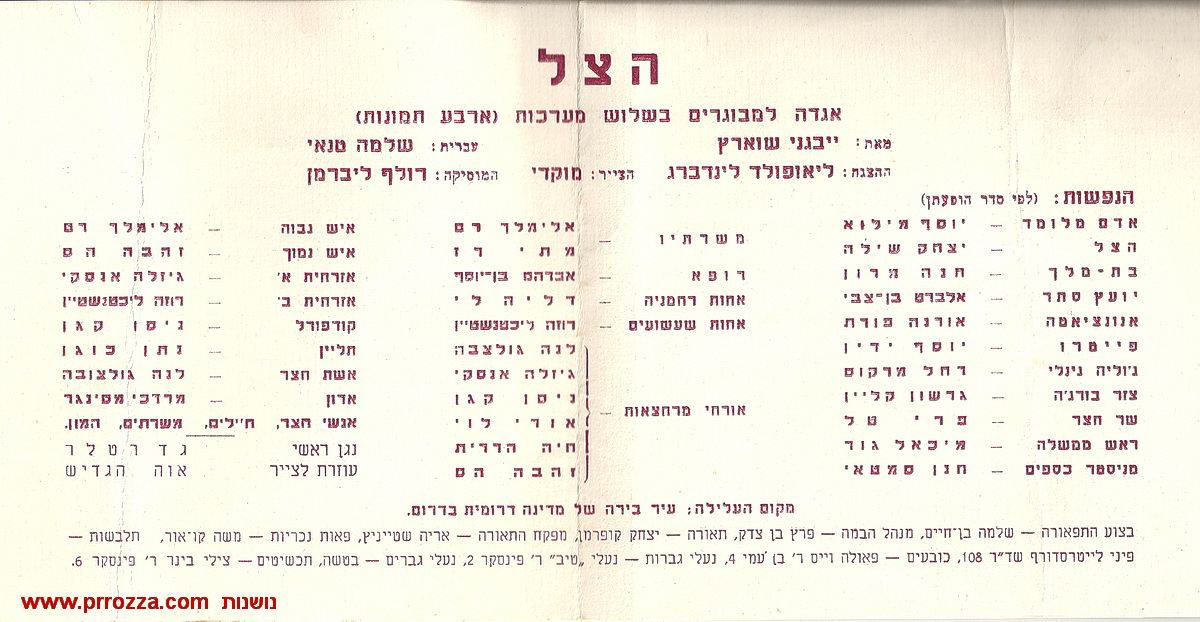 הצל
אגדה למבוגרים בשלוש מערכות (ארבע תמונות)
מאת: ייבגני שוארץ עברית: שלמה טנאי
ההצגה: ליאופולד לינדברג הצייר: מוקדי המוסיקה: רולף ליברמן
הנפשות: (לפי סדר הופעתן)
אדם מלומד — יוסף מילוא
הצל — יצחק שילה
בת-מלך — חנה מרון
יועץ סתר — אלברט בן-צבי
אנונציאטה — אורנה פורת
פייטרו — יוסף ידין
ג'וליה ג'ולי — רחל מרקוס
צזר בורג'ה — גרשון קליין
שר חצר — פרי טל
ראש ממשלה — מיכאל גור
מניסטר כספים — חנן סמטאי
משרתיו — אלימלך רם
מתי רז
רופא — אברהם בן-יוסף
אחות רחמניה — דליה לי
אחות שעשועים — רוזה ליכטנשטיין
אורחי מרחצאות — לנה גולצבה
גיזלה אנסקי
ניסן קגן
אורי לוי
חיה הררית
זהבה הס
איש גבוה — אלימלך רם
איש נמוך — זהבה הס
אזרחית א' — גיזלה אנסקי
אזרחית ב' — רוזה ליכטנשטיין
קורפורל — ניסן קגן
תליין — נתן כוגן
אשת חצר — לנה גולצובה
אדון — מרדכי מסינגר
אנשי חצר, חיילים, משרתים, המון.
נגן ראשי גד רטלר
עוזרת לצייר אוה הגדיש
מקום העלילה: עיר בירה של מדינה דרומית בדרום.
בצוע התפאורה — שלמה בן-חיים, מנהל הבמה — פרץ בן צדק, תאורה — יצחק קופרמן, מפקח התאורה — אריה שטייניץ, פאות נכריות — משה קו-אור, תלבשות —
פיני לייטרסדורף שד"ר 108, כובעים — פאולה וייס ר' בן עמי 4, נעלי גברות — נעלי „טיב" ר' פינסקר 2, נעלי גברים — בטשה, תכשיטים — צילי בינר ר' פינסקר 6.
www.prrozza.com נושנות